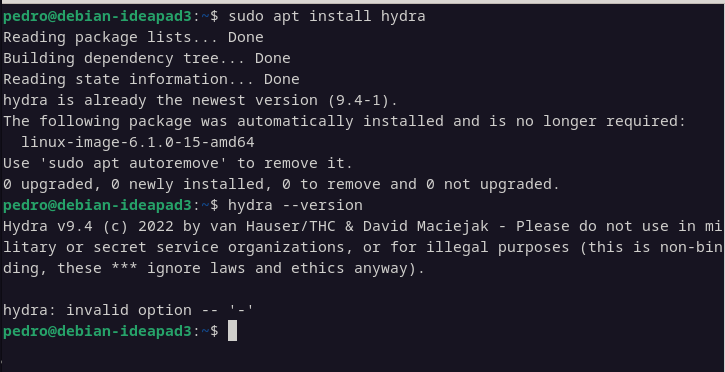 pedro@debian-ideapad3:~$ sudo apt install hydra
Reading package lists... Done
Building dependency tree... Done
Reading state information... Done
hydra is already the newest version (9.4-1).
The following package was automatically installed and is no longer required:
  linux-image-6.1.0-15-amd64
Use 'sudo apt autoremove' to remove it.
0 upgraded, 0 newly installed, 0 to remove and 0 not upgraded.
pedro@debian-ideapad3:~$ hydra --version
Hydra v9.4 (c) 2022 by van Hauser/THC & David Maciejak - Please do not use in mi
litary or secret service organizations, or for illegal purposes (this is non-bin
ding, these *** ignore laws and ethics anyway).

hydra: invalid option -- '-'
pedro@debian-ideapad3:~$